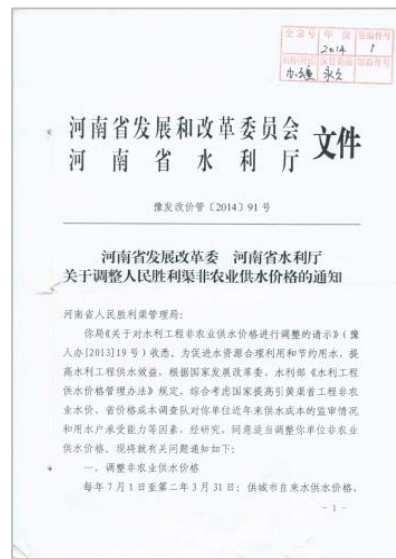 全宗号 年度 室编件号
2014 1
机构(问题) 保管期限 馆编件号
永久
河南省发展和改革委员会
河南省水利厅
文件
豫发改价管〔2014〕91号
河南省发展改革委 河南省水利厅
关于调整人民胜利渠非农业供水价格的通知
河南省人民胜利渠管理局：
你局《关于对水利工程非农业供水价格进行调整的请示》（豫
人办[2013]19号）收悉。为促进水资源合理利用和节约用水，提
高水利工程供水效益，根据国家发展改革委、水利部《水利工程
供水价格管理办法》规定，综合考虑国家提高引黄渠首工程非农
业水价、省价格成本调查队对你单位近年来供水成本的监审情况
和用水户承受能力等因素，经研究，同意适当调整你单位非农业
供水价格。现将就有关问题通知如下：
一、调整非农业供水价格
每年7月1日至第二年3月31日：供城市自来水供水价格，
- 1 -